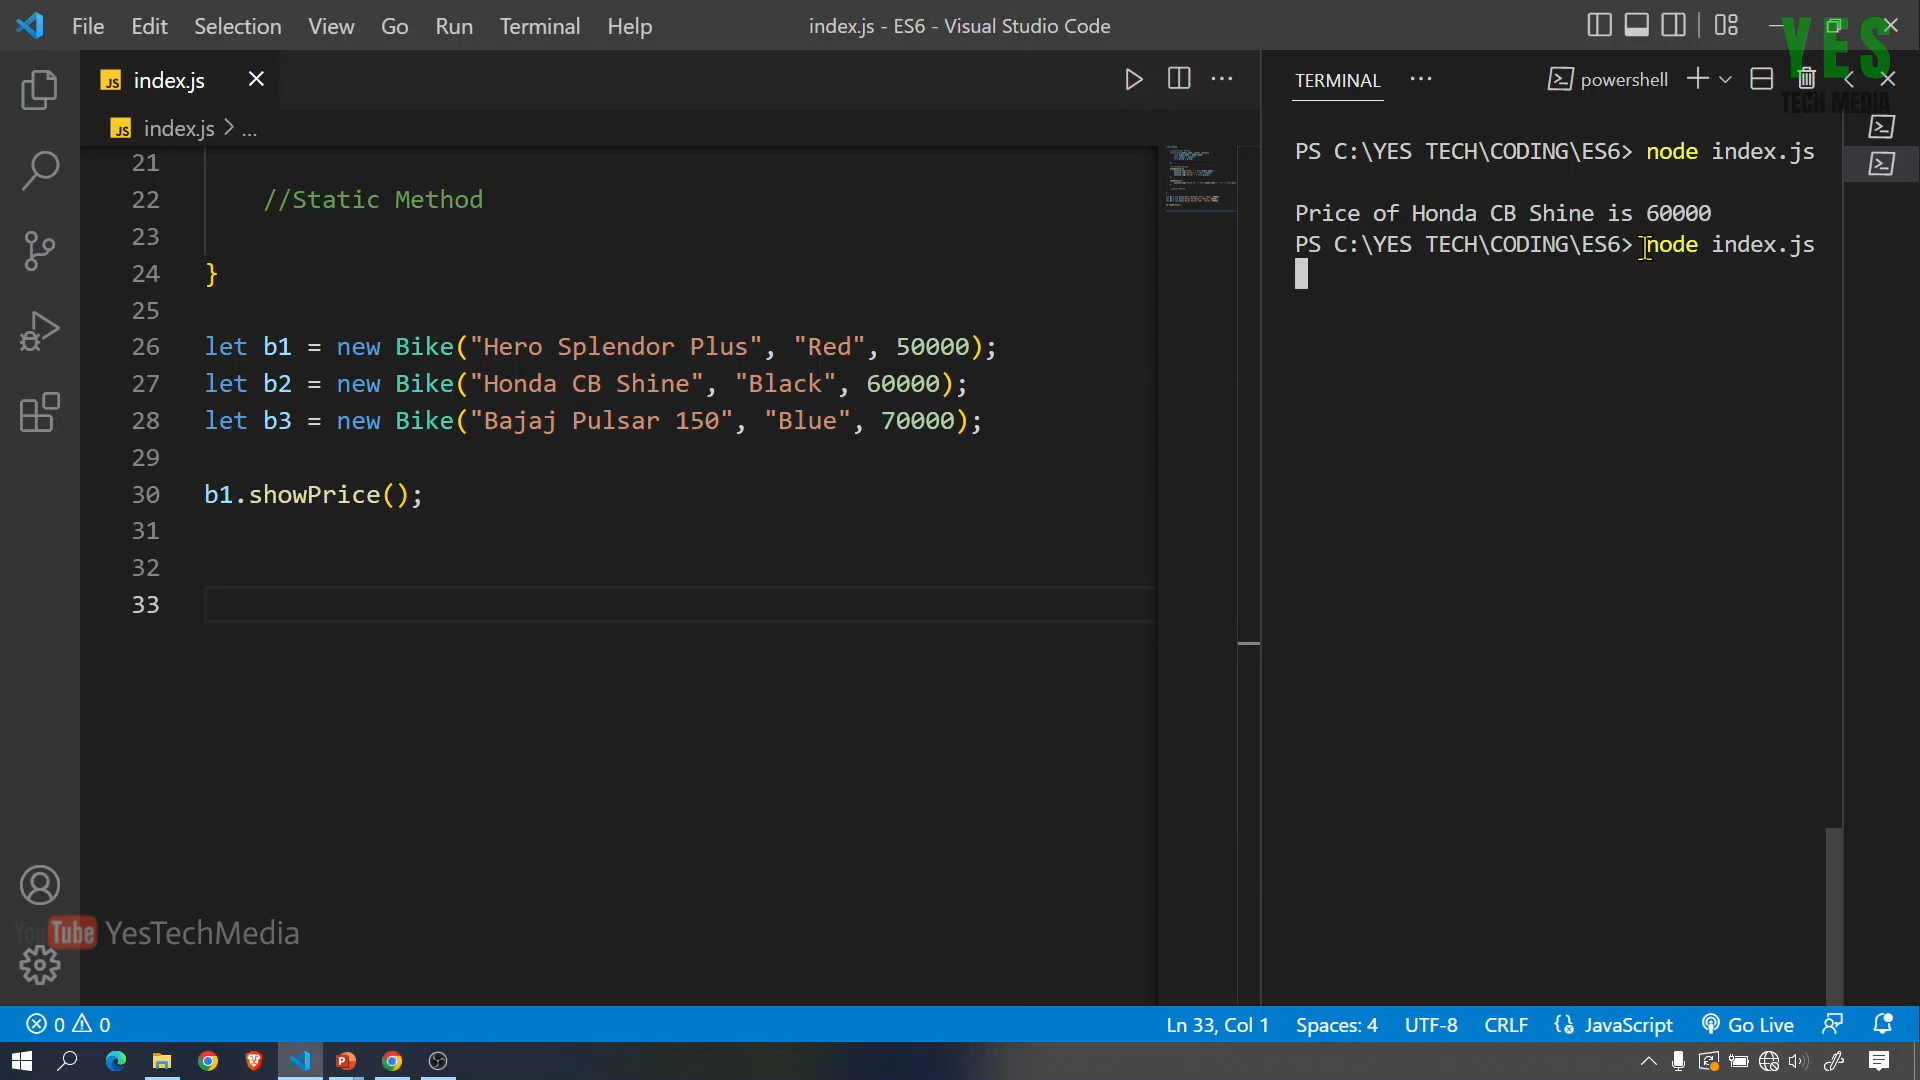 File Edit Selection View Go Run Terminal Help index.js - ES6 - Visual Studio Code
YES
TECH MEDIA
JS index.js
JS index.js > ...
21
22 //Static Method
23
24 }
25
26 let b1 = new Bike("Hero Splendor Plus", "Red", 50000);
27 let b2 = new Bike("Honda CB Shine", "Black", 60000);
28 let b3 = new Bike("Bajaj Pulsar 150", "Blue", 70000);
29
30 b1.showPrice();
31
32
33
TERMINAL ... powershell
PS C:\YES TECH\CODING\ES6> node index.js
Price of Honda CB Shine is 60000
PS C:\YES TECH\CODING\ES6> node index.js
YouTube YesTechMedia
0 0 Ln 33, Col 1 Spaces: 4 UTF-8 CRLF JavaScript Go Live